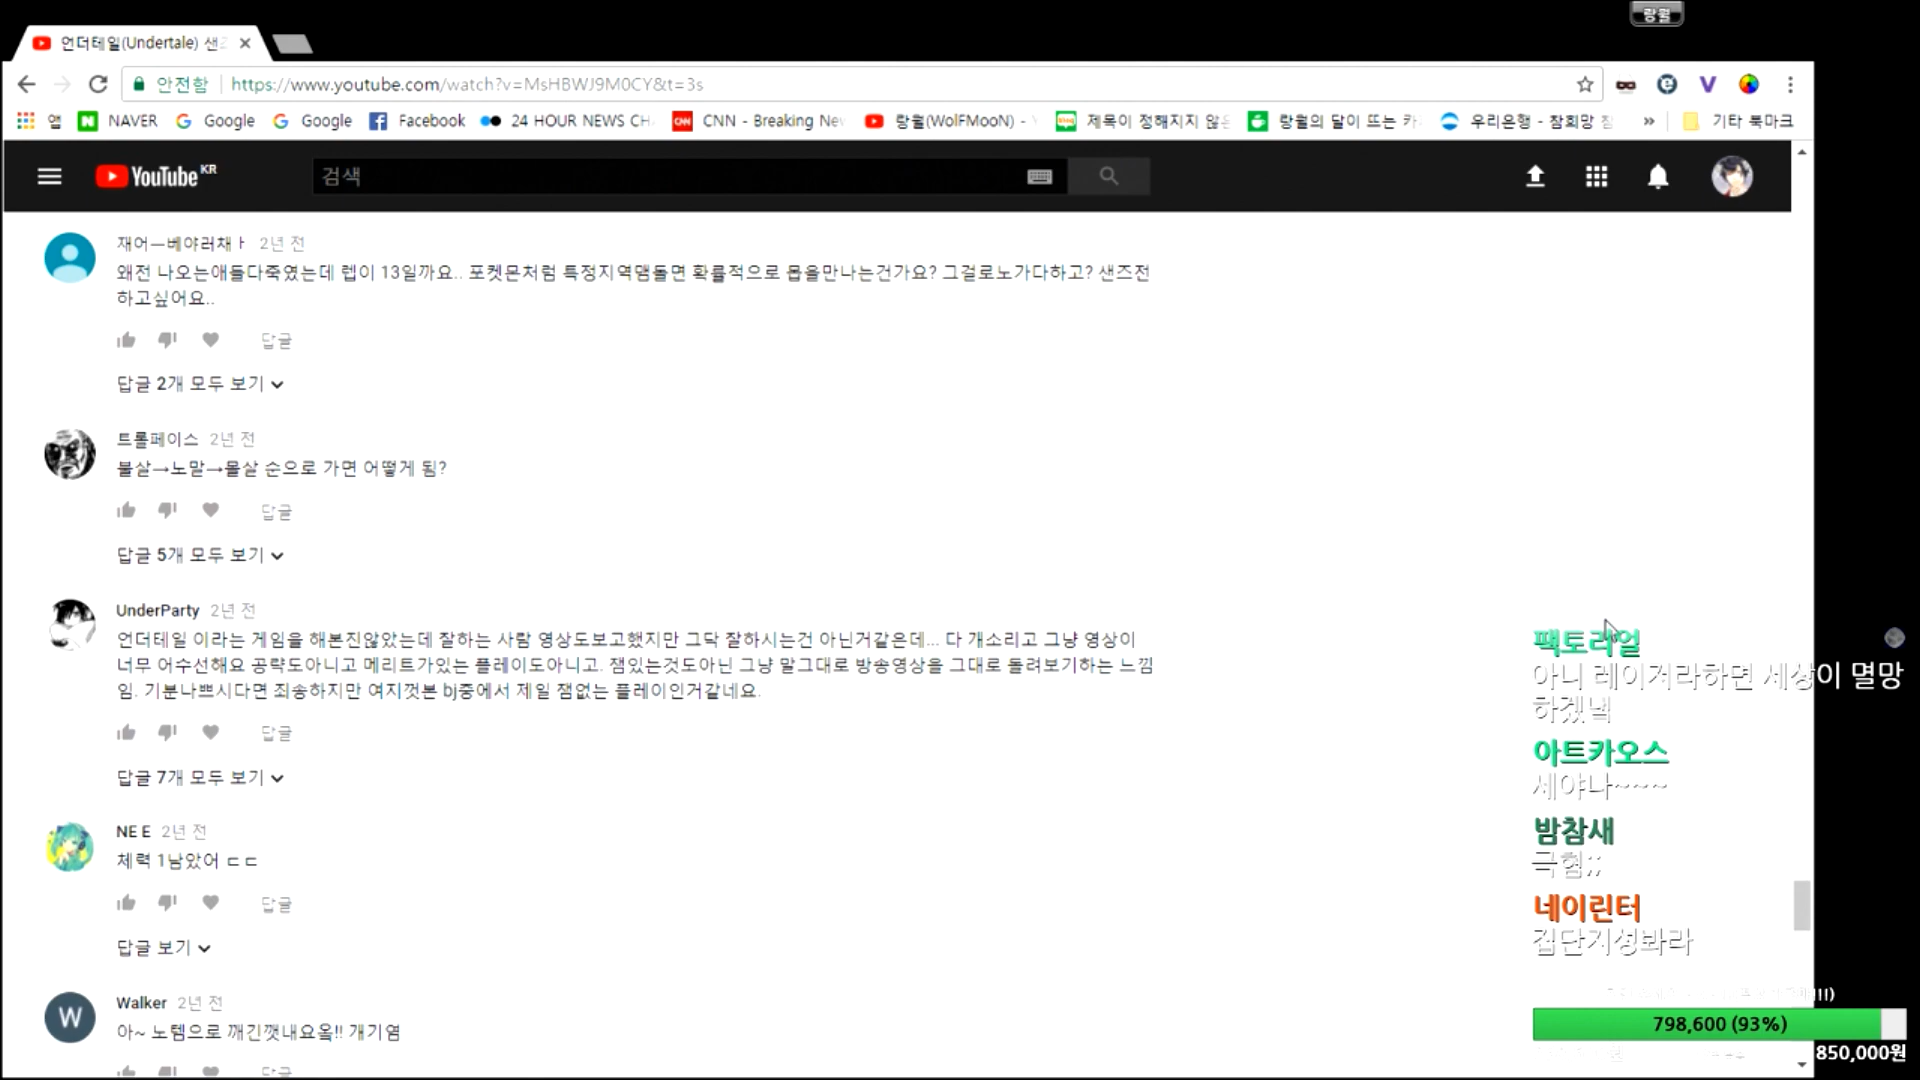 랑월
언더테일(Undertale) 샌즈
안전함 https://www.youtube.com/watch?v=MsHBWJ9M0CY&t=3s
앱 NAVER Google Google Facebook 24 HOUR NEWS CH CNN - Breaking Nev 랑월(WolFMooN) - 제목이 정해지지 않은 랑월의 달이 뜨는 카 우리은행 - 참희망 » 기타 북마크
YouTube KR 검색
재어ㅡ베야러채ㅏ 2년 전
왜전 나오는애들다죽였는데 렙이 13일까요.. 포켓몬처럼 특정지역맴돌면 확률적으로 몹을만나는건가요? 그걸로노가다하고? 샌즈전
하고싶어요..
답글
답글 2개 모두 보기
트롤페이스 2년 전
불살→노말→몰살 순으로 가면 어떻게 됨?
답글
답글 5개 모두 보기
UnderParty 2년 전
언더테일 이라는 게임을 해본진않았는데 잘하는 사람 영상도보고했지만 그닥 잘하시는건 아닌거같은데... 다 개소리고 그냥 영상이
너무 어수선해요 공략도아니고 메리트가있는 플레이도아니고. 잼있는것도아닌 그냥 말그대로 방송영상을 그대로 돌려보기하는 느낌
임. 기분나쁘시다면 죄송하지만 여지껏본 bj중에서 제일 잼없는 플레이인거같네요.
답글
답글 7개 모두 보기
NE E 2년 전
체력 1남았어 ㄷㄷ
답글
답글 보기
W
Walker 2년 전
아~ 노템으로 깨긴깻내요옼!! 개기염
답글
팩토리얼
아니 레이겨라하면 세상이 멸망
하겠냌
아트카오스
세야나~~~
밤참새
극혐;;
네이린터
집단지성봐라
798,600 (93%)
850,000원